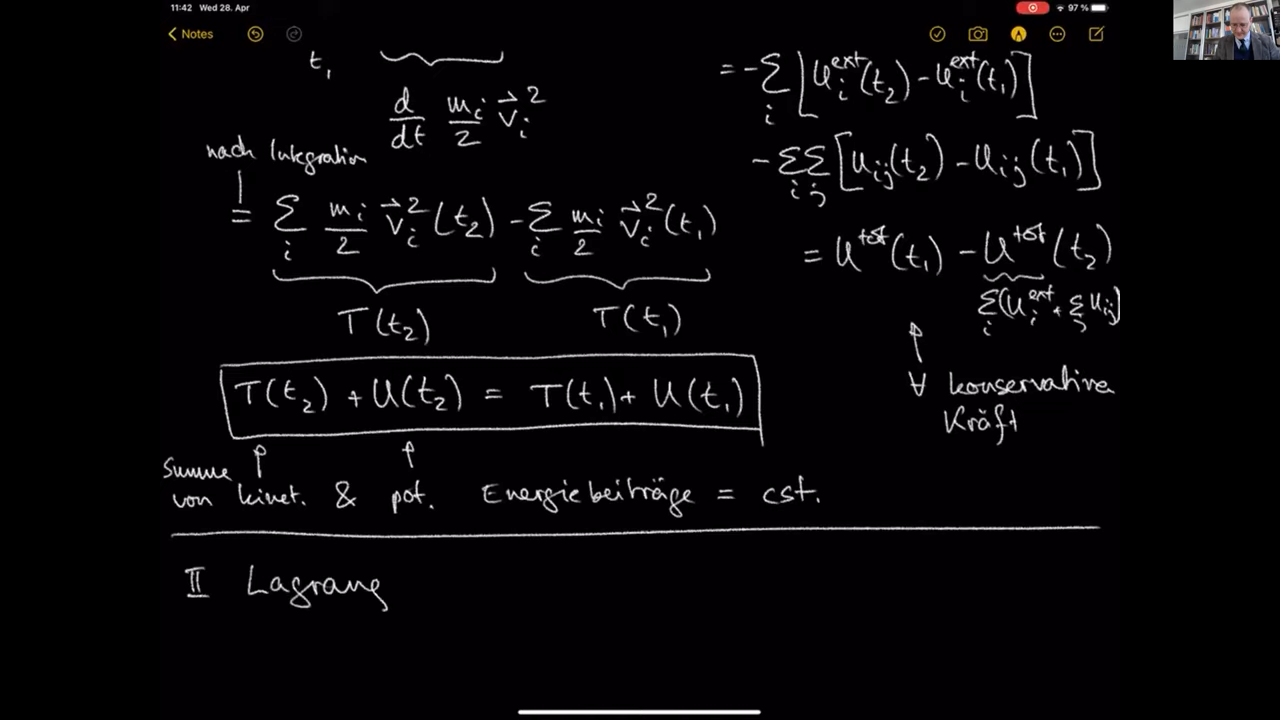 11:42 Wed 28. Apr
97 %
Notes
t₁
d/dt mᵢ/2 v⃗ᵢ²
nach Integration
= Σᵢ mᵢ/2 v⃗ᵢ²(t₂) - Σᵢ mᵢ/2 v⃗ᵢ²(t₁)
T(t₂) T(t₁)
T(t₂) + U(t₂) = T(t₁) + U(t₁)
Summe
von kinet. & pot. Energiebeiträge = cst.
= - Σᵢ [Uᵢᵉˣᵗ(t₂) - Uᵢᵉˣᵗ(t₁)]
- Σᵢ Σⱼ [Uᵢⱼ(t₂) - Uᵢⱼ(t₁)]
= Uᵗᵒᵗ(t₁) - Uᵗᵒᵗ(t₂)
Σᵢ(Uᵢᵉˣᵗ + Σⱼ Uᵢⱼ)
∀ konservative
Kräft
II Lagrang